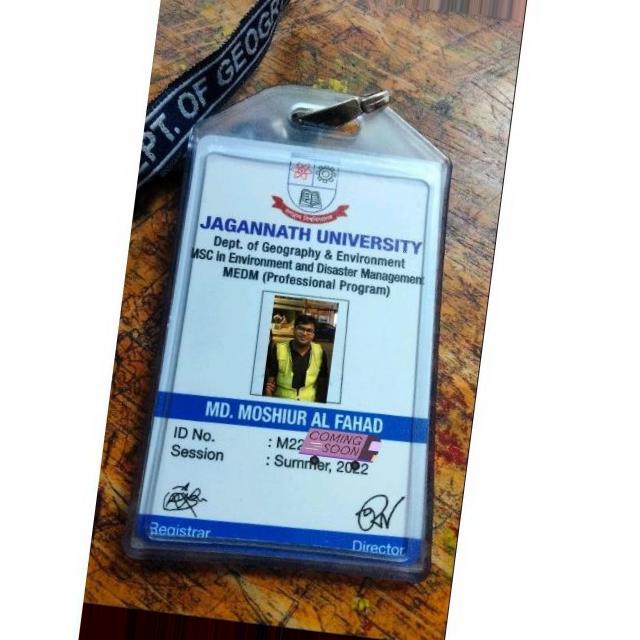 PT. OF GEOGR
JAGANNATH UNIVERSITY
Dept. of Geography & Environment
MSC in Environment and Disaster Management
MEDM (Professional Program)
MD. MOSHIUR AL FAHAD
ID No. : M22
COMING SOON
Session : Summer, 2022
Registrar Director